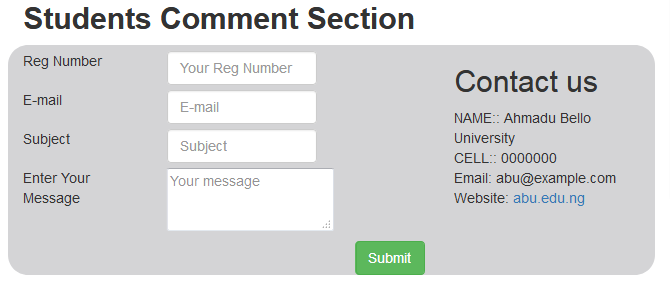 Students Comment Section
Reg Number
Your Reg Number
E-mail
E-mail
Subject
Subject
Enter Your
Message
Your message
Submit
Contact us
NAME:: Ahmadu Bello
University
CELL:: 0000000
Email: abu@example.com
Website: abu.edu.ng